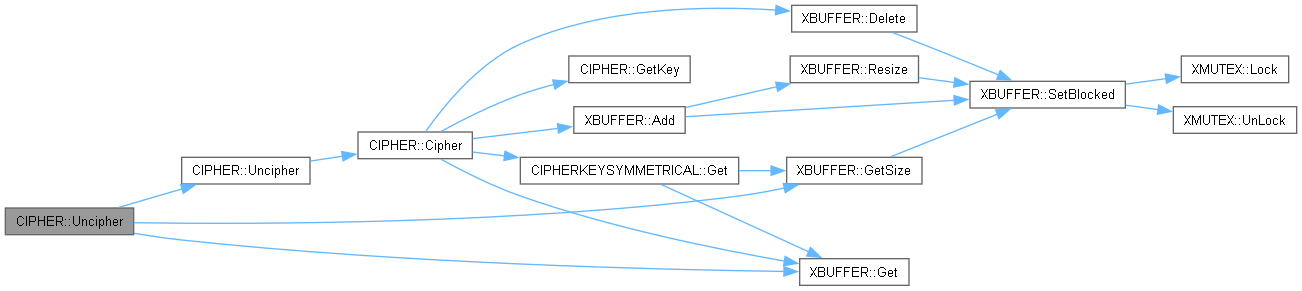 XBUFFER::Delete
CIPHER::GetKey
XBUFFER::Resize
XMUTEX::Lock
XBUFFER::SetBlocked
XBUFFER::Add
XMUTEX::UnLock
CIPHER::Cipher
CIPHER::Uncipher
CIPHERKEYSYMMETRICAL::Get
XBUFFER::GetSize
CIPHER::Uncipher
XBUFFER::Get